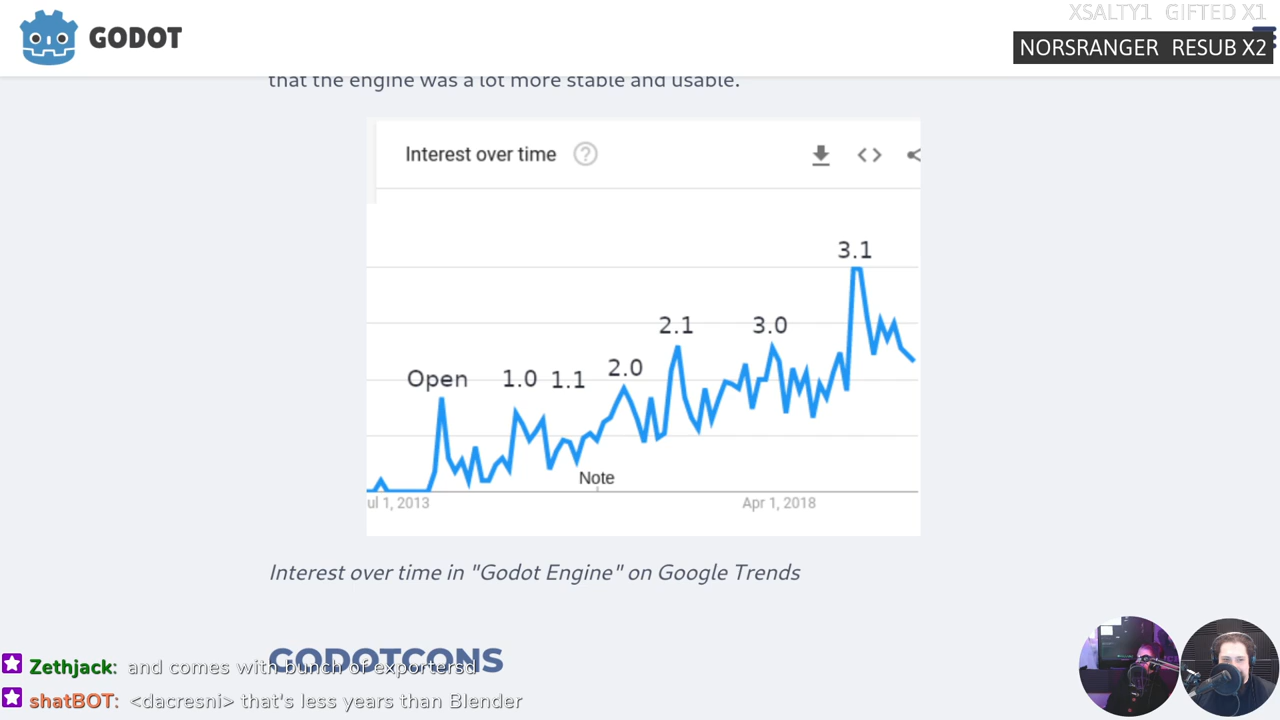 GODOT
XSALTY1 GIFTED X1
NORSRANGER RESUB X2
that the engine was a lot more stable and usable.
Interest over time ?
3.1
2.1
3.0
2.0
Open
1.0
1.1
Note
ul 1, 2013
Apr 1, 2018
Interest over time in "Godot Engine" on Google Trends
GODOTCONS
Zethjack: and comes with bunch of exportersd
shatBOT: <dacresni> that's less years than Blender